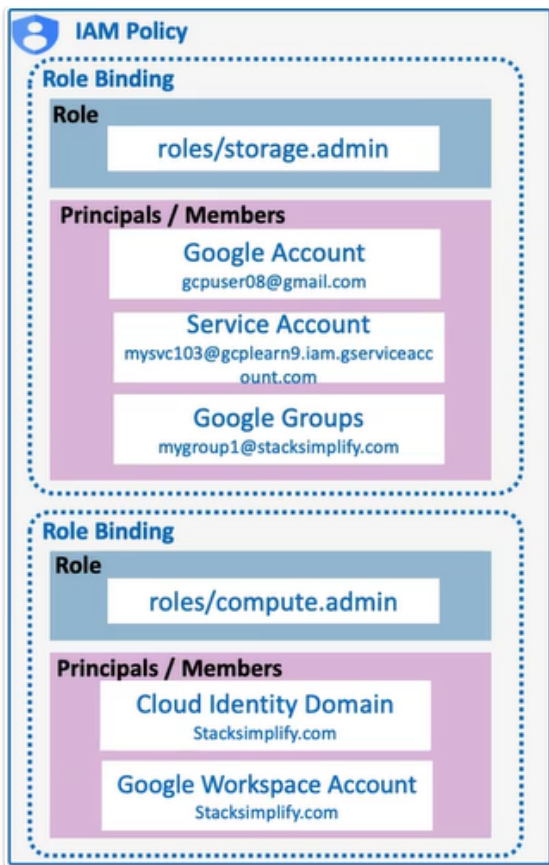 IAM Policy
Role Binding
Role
roles/storage.admin
Principals / Members
Google Account
gcpuser08@gmail.com
Service Account
mysvc103@gcplearn9.iam.gserviceacc
ount.com
Google Groups
mygroup1@stacksimplify.com
Role Binding
Role
roles/compute.admin
Principals / Members
Cloud Identity Domain
Stacksimplify.com
Google Workspace Account
Stacksimplify.com